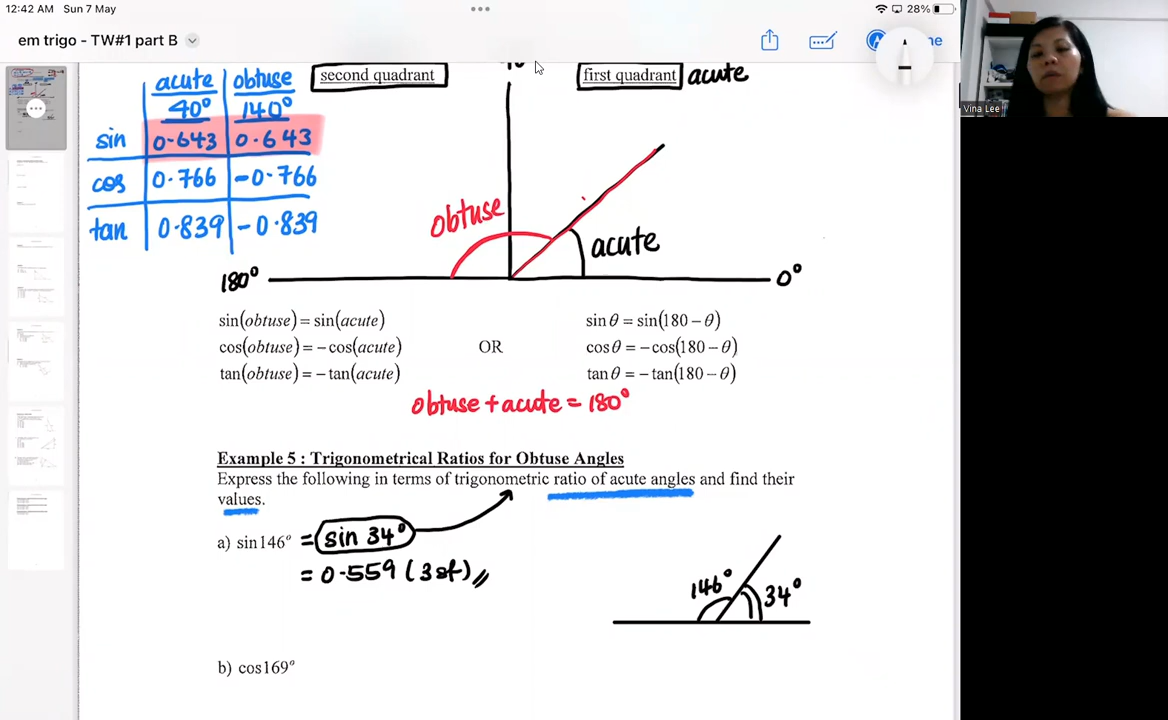 12:42 AM Sun 7 May
28%
em trigo - TW#1 part B
ne
Vina Lee
second quadrant
first quadrant acute
acute obtuse
40° 140°
sin 0.643 0.643
cos 0.766 -0.766
tan 0.839 -0.839
obtuse
acute
180°
0°
sin(obtuse) = sin(acute) sin θ = sin(180 − θ)
cos(obtuse) = −cos(acute) OR cos θ = −cos(180 − θ)
tan(obtuse) = −tan(acute) tan θ = −tan(180 − θ)
obtuse + acute = 180°
Example 5 : Trigonometrical Ratios for Obtuse Angles
Express the following in terms of trigonometric ratio of acute angles and find their
values.
a) sin146° = sin 34°
= 0.559 (3sf)
146° 34°
b) cos169°